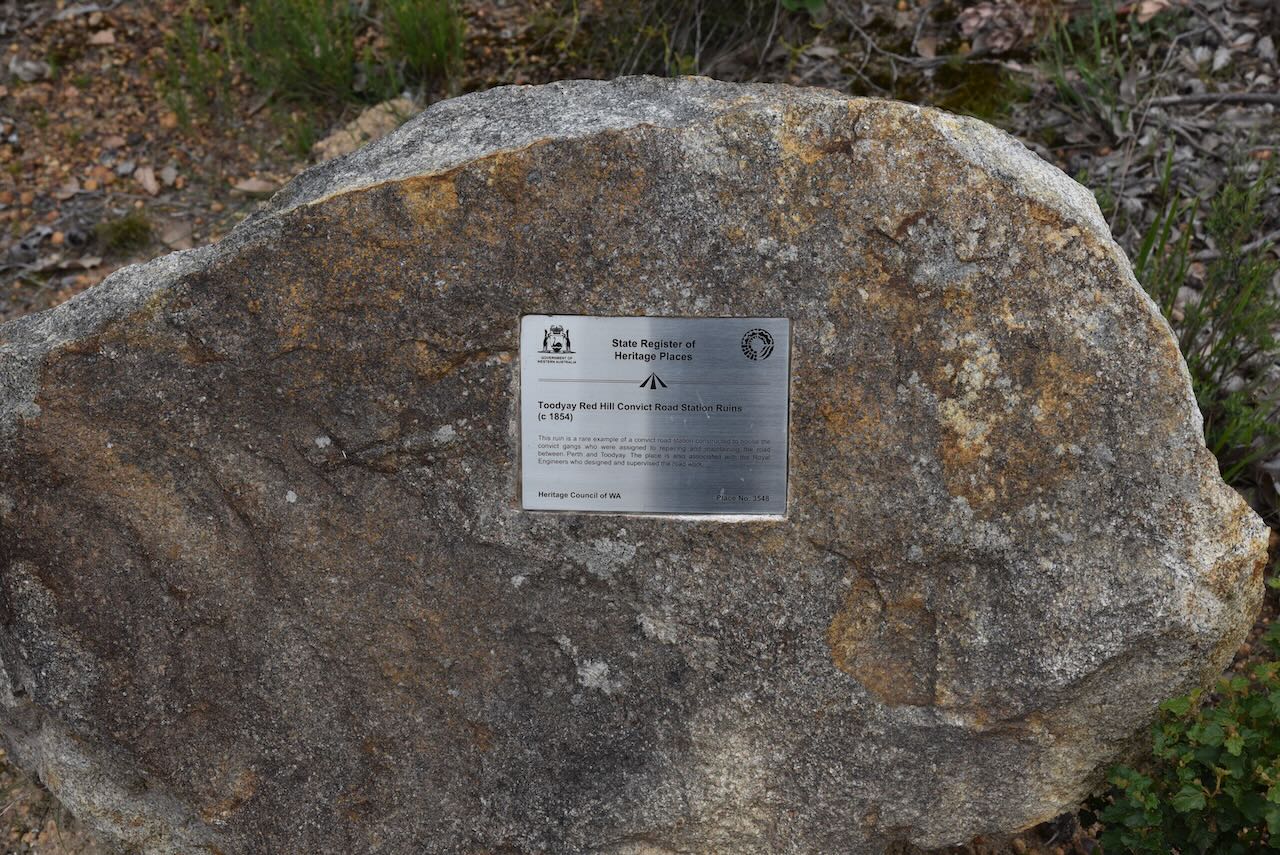 GOVERNMENT OF
WESTERN AUSTRALIA
State Register of
Heritage Places
Toodyay Red Hill Convict Road Station Ruins
(c 1854)
This ruin is a rare example of a convict road station constructed to house the
convict gangs who were assigned to repairing and maintaining the road
between Perth and Toodyay. The place is also associated with the Royal
Engineers who designed and supervised the road work.
Heritage Council of WA
Place No. 3548